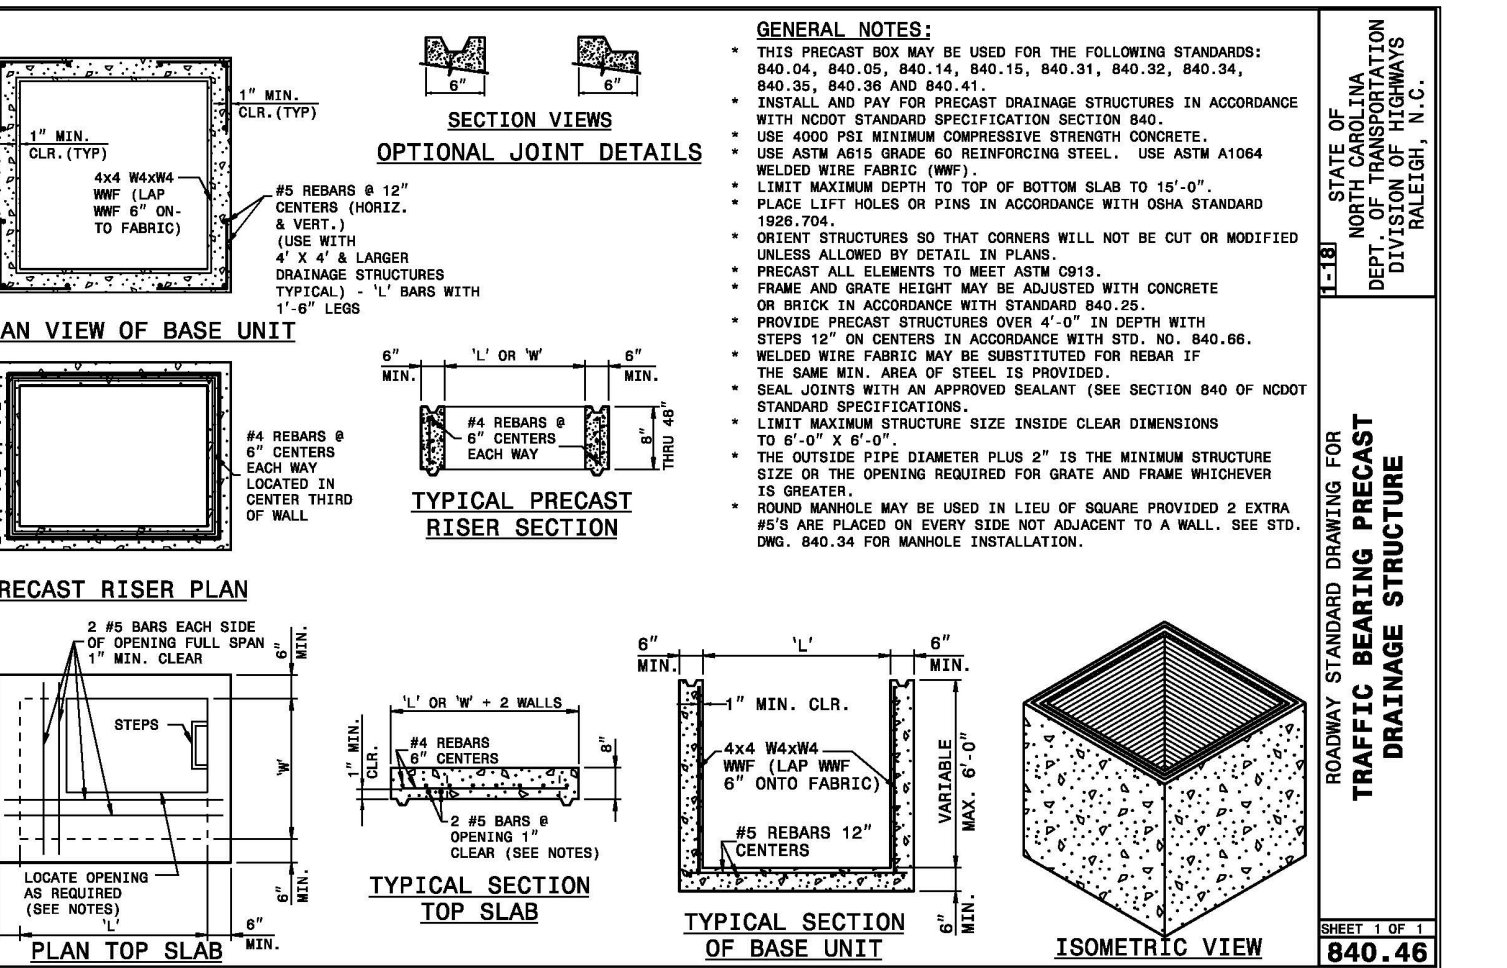 1" MIN.
CLR.(TYP)
1" MIN.
CLR.(TYP)
4x4 W4xW4
WWF (LAP
WWF 6" ON-
TO FABRIC)
#5 REBARS @ 12"
CENTERS (HORIZ.
& VERT.)
(USE WITH
4' X 4' & LARGER
DRAINAGE STRUCTURES
TYPICAL) - 'L' BARS WITH
1'-6" LEGS
AN VIEW OF BASE UNIT
6"
6"
SECTION VIEWS
OPTIONAL JOINT DETAILS
#4 REBARS @
6" CENTERS
EACH WAY
LOCATED IN
CENTER THIRD
OF WALL
RECAST RISER PLAN
6"
MIN.
'L' OR 'W'
6"
MIN.
#4 REBARS @
6" CENTERS
EACH WAY
8"
THRU 48"
TYPICAL PRECAST
RISER SECTION
GENERAL NOTES:
* THIS PRECAST BOX MAY BE USED FOR THE FOLLOWING STANDARDS:
840.04, 840.05, 840.14, 840.15, 840.31, 840.32, 840.34,
840.35, 840.36 AND 840.41.
* INSTALL AND PAY FOR PRECAST DRAINAGE STRUCTURES IN ACCORDANCE
WITH NCDOT STANDARD SPECIFICATION SECTION 840.
* USE 4000 PSI MINIMUM COMPRESSIVE STRENGTH CONCRETE.
* USE ASTM A615 GRADE 60 REINFORCING STEEL. USE ASTM A1064
WELDED WIRE FABRIC (WWF).
* LIMIT MAXIMUM DEPTH TO TOP OF BOTTOM SLAB TO 15'-0".
* PLACE LIFT HOLES OR PINS IN ACCORDANCE WITH OSHA STANDARD
1926.704.
* ORIENT STRUCTURES SO THAT CORNERS WILL NOT BE CUT OR MODIFIED
UNLESS ALLOWED BY DETAIL IN PLANS.
* PRECAST ALL ELEMENTS TO MEET ASTM C913.
* FRAME AND GRATE HEIGHT MAY BE ADJUSTED WITH CONCRETE
OR BRICK IN ACCORDANCE WITH STANDARD 840.25.
* PROVIDE PRECAST STRUCTURES OVER 4'-0" IN DEPTH WITH
STEPS 12" ON CENTERS IN ACCORDANCE WITH STD. NO. 840.66.
* WELDED WIRE FABRIC MAY BE SUBSTITUTED FOR REBAR IF
THE SAME MIN. AREA OF STEEL IS PROVIDED.
* SEAL JOINTS WITH AN APPROVED SEALANT (SEE SECTION 840 OF NCDOT
STANDARD SPECIFICATIONS.
* LIMIT MAXIMUM STRUCTURE SIZE INSIDE CLEAR DIMENSIONS
TO 6'-0" X 6'-0".
* THE OUTSIDE PIPE DIAMETER PLUS 2" IS THE MINIMUM STRUCTURE
SIZE OR THE OPENING REQUIRED FOR GRATE AND FRAME WHICHEVER
IS GREATER.
* ROUND MANHOLE MAY BE USED IN LIEU OF SQUARE PROVIDED 2 EXTRA
#5'S ARE PLACED ON EVERY SIDE NOT ADJACENT TO A WALL. SEE STD.
DWG. 840.34 FOR MANHOLE INSTALLATION.
2 #5 BARS EACH SIDE
OF OPENING FULL SPAN
1" MIN. CLEAR
6"
MIN.
STEPS
'W'
LOCATE OPENING
AS REQUIRED
(SEE NOTES)
'L'
6"
MIN.
6"
MIN.
PLAN TOP SLAB
'L' OR 'W' + 2 WALLS
1" MIN.
CLR.
#4 REBARS
6" CENTERS
8"
2 #5 BARS @
OPENING 1"
CLEAR (SEE NOTES)
TYPICAL SECTION
TOP SLAB
6"
MIN.
'L'
6"
MIN.
1" MIN. CLR.
4x4 W4xW4
WWF (LAP WWF
6" ONTO FABRIC)
#5 REBARS 12"
CENTERS
VARIABLE
MAX. 6'-0"
6"
MIN.
TYPICAL SECTION
OF BASE UNIT
ISOMETRIC VIEW
1-18
STATE OF
NORTH CAROLINA
DEPT. OF TRANSPORTATION
DIVISION OF HIGHWAYS
RALEIGH, N.C.
ROADWAY STANDARD DRAWING FOR
TRAFFIC BEARING PRECAST
DRAINAGE STRUCTURE
SHEET 1 OF 1
840.46